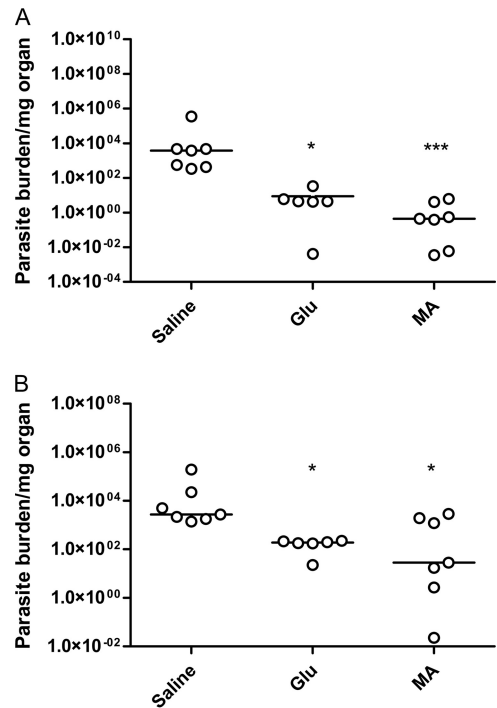 A
Parasite burden/mg organ
1.0×10^10
1.0×10^08
1.0×10^06
1.0×10^04
1.0×10^02
1.0×10^00
1.0×10^-02
1.0×10^-04
*
***
Saline
Glu
MA
B
Parasite burden/mg organ
1.0×10^08
1.0×10^06
1.0×10^04
1.0×10^02
1.0×10^00
1.0×10^-02
*
*
Saline
Glu
MA